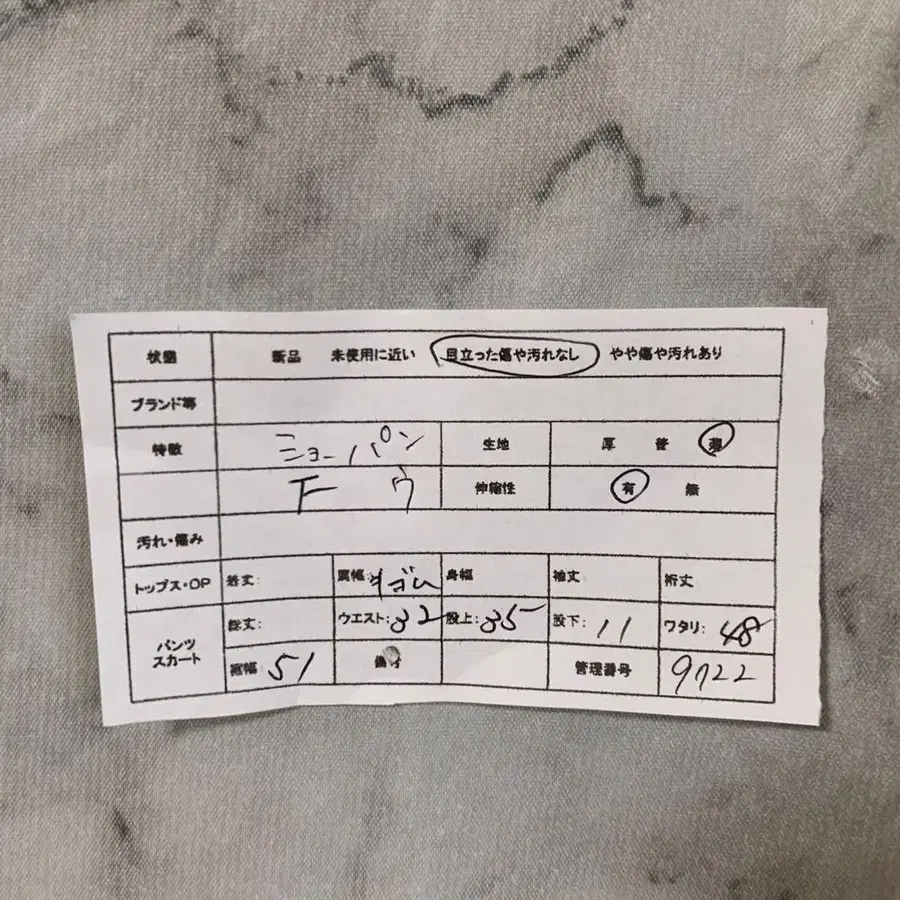 状態 新品 未使用に近い 目立った傷や汚れなし やや傷や汚れあり
ブランド等
特徴 ショーパン 生地 厚 普 薄
伸縮性 有 無
汚れ・傷み
トップス・OP 着丈: 肩幅: ゴム 身幅 袖丈 裄丈
パンツ スカート 総丈: ウエスト: 32 股上: 35 股下: 11 ワタリ: 48
裾幅: 51 管理番号 9722